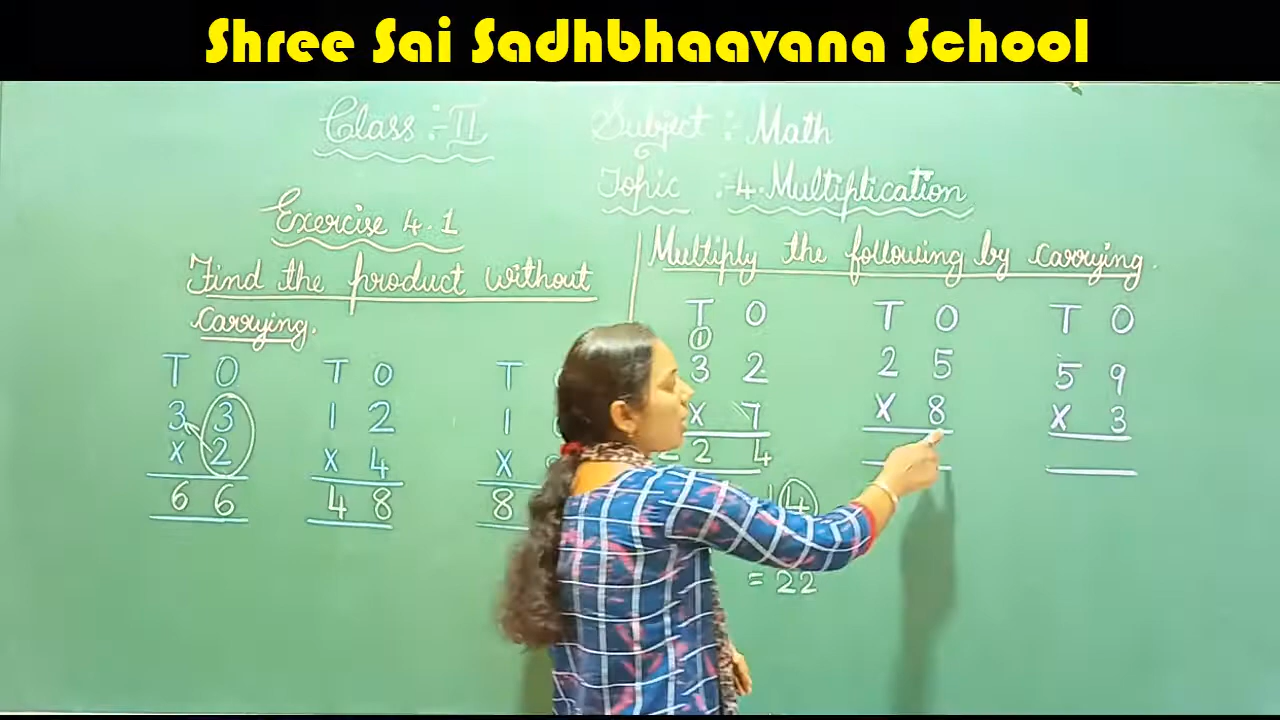 Shree Sai Sadhbhaavana School
Class :- II
Subject :- Math
Topic :- 4. Multiplication
Exercise 4.1
Find the product without
carrying.
T O
3 3
X 2
6 6
T O
1 2
X 4
4 8
T
1
X
8
Multiply the following by carrying.
T O
1
3 2
X 7
2 4
4
= 22
T O
2 5
X 8
T O
5 9
X 3